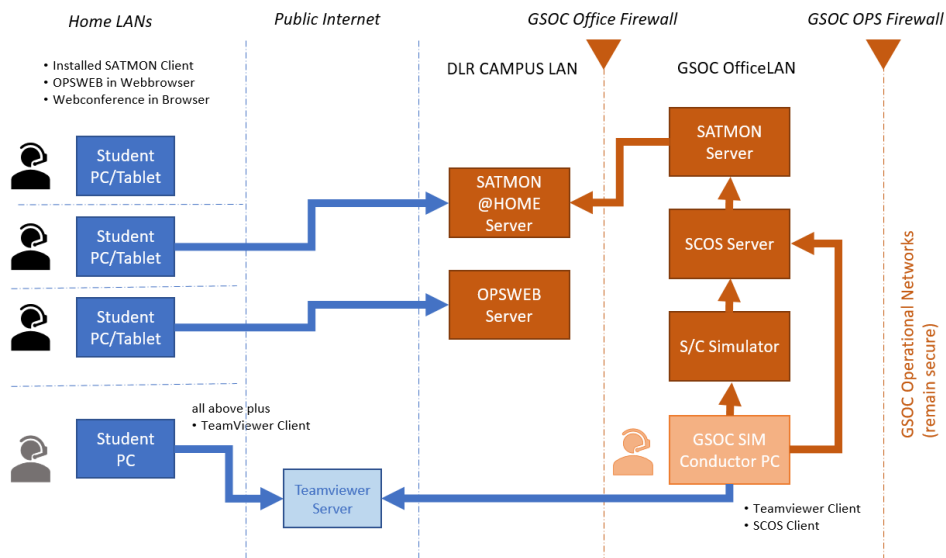 Home LANs
Public Internet
GSOC Office Firewall
GSOC OPS Firewall
• Installed SATMON Client
• OPSWEB in Webbrowser
• Webconference in Browser
DLR CAMPUS LAN
GSOC OfficeLAN
Student
PC/Tablet
SATMON
Server
SATMON
@HOME
Server
Student
PC/Tablet
SCOS Server
Student
PC/Tablet
OPSWEB
Server
S/C Simulator
GSOC Operational Networks
(remain secure)
all above plus
• TeamViewer Client
Student
PC
GSOC SIM
Conductor PC
Teamviewer
Server
• Teamviewer Client
• SCOS Client